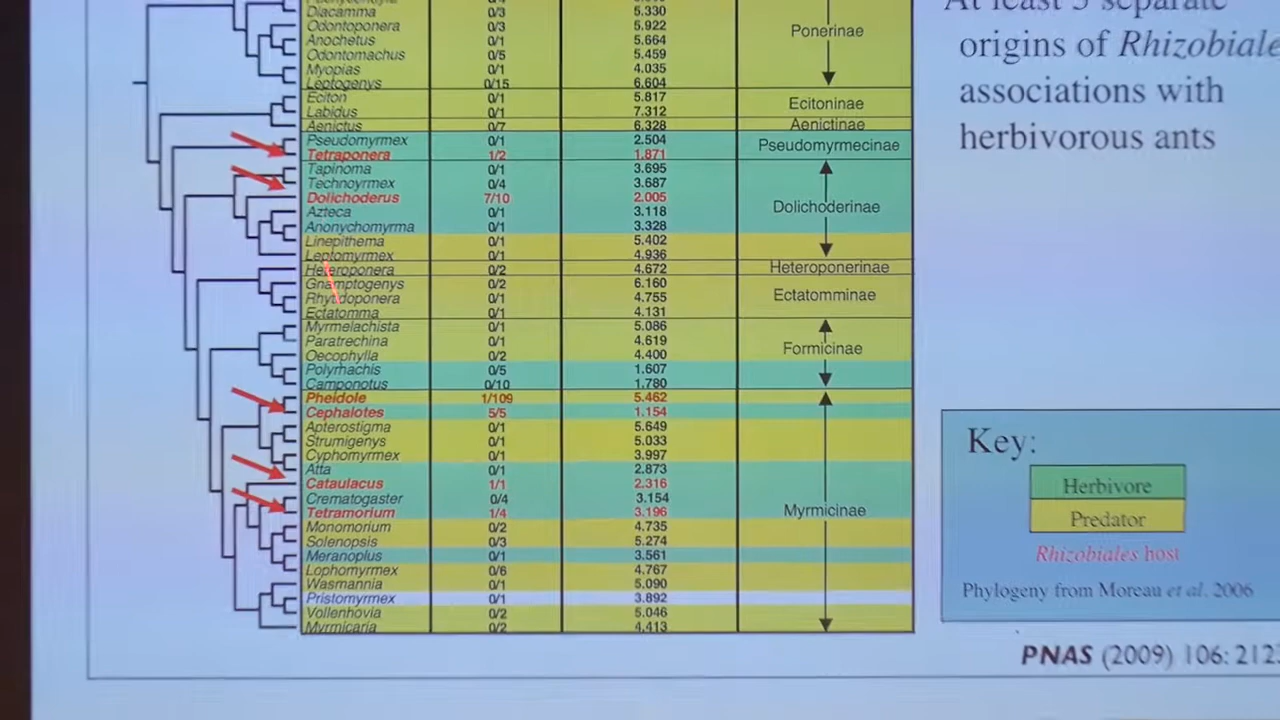 At least 5 separate
origins of Rhizobiale
associations with
herbivorous ants
Diacamma 0/3 5.330
Odontoponera 0/3 5.922
Anochetus 0/1 5.664
Ponerinae
Odontomachus 0/5 5.459
Myopias 0/1 4.035
Leptogenys 0/15 6.604
Eciton 0/1 5.817
Ecitoninae
Labidus 0/1 7.312
Aenictus 0/7 6.328 Aenictinae
Pseudomyrmex 0/1 2.504
Pseudomyrmecinae
Tetraponera 1/2 1.871
Tapinoma 0/1 3.695
Technoyrmex 0/4 3.687
Dolichoderus 7/10 2.005
Dolichoderinae
Azteca 0/1 3.118
Anonychomyrma 0/1 3.328
Linepithema 0/1 5.402
Leptomyrmex 0/1 4.936
Heteroponera 0/2 4.672 Heteroponerinae
Gnamptogenys 0/2 6.160
Rhytidoponera 0/1 4.755 Ectatomminae
Ectatomma 0/1 4.131
Myrmelachista 0/1 5.086
Paratrechina 0/1 4.619
Formicinae
Oecophylla 0/2 4.400
Polyrhachis 0/5 1.607
Camponotus 0/10 1.780
Pheidole 1/109 5.462
Cephalotes 5/5 1.154
Apterostigma 0/1 5.649
Strumigenys 0/1 5.033
Cyphomyrmex 0/1 3.997
Atta 0/1 2.873
Cataulacus 1/1 2.316
Crematogaster 0/4 3.154
Tetramorium 1/4 3.196 Myrmicinae
Monomorium 0/2 4.735
Solenopsis 0/3 5.274
Meranoplus 0/1 3.561
Lophomyrmex 0/6 4.767
Wasmannia 0/1 5.090
Pristomyrmex 0/1 3.892
Vollenhovia 0/2 5.046
Myrmicaria 0/2 4.413
Key:
Herbivore
Predator
Rhizobiales host
Phylogeny from Moreau et al. 2006
PNAS (2009) 106: 212